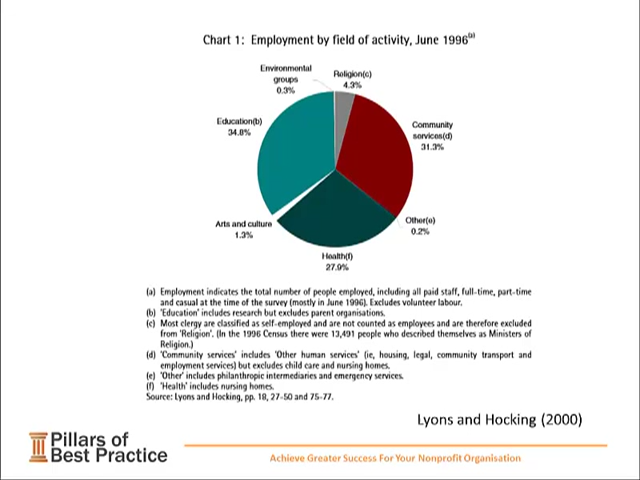 Chart 1: Employment by field of activity, June 1996(a)
Environmental
groups
0.3%
Religion(c)
4.3%
Education(b)
34.8%
Community
services(d)
31.3%
Arts and culture
1.3%
Other(e)
0.2%
Health(f)
27.9%
(a) Employment indicates the total number of people employed, including all paid staff, full-time, part-time
and casual at the time of the survey (mostly in June 1996). Excludes volunteer labour.
(b) 'Education' includes research but excludes parent organisations.
(c) Most clergy are classified as self-employed and are not counted as employees and are therefore excluded
from 'Religion'. (In the 1996 Census there were 13,491 people who described themselves as Ministers of
Religion.)
(d) 'Community services' includes 'Other human services' (ie, housing, legal, community transport and
employment services) but excludes child care and nursing homes.
(e) 'Other' includes philanthropic intermediaries and emergency services.
(f) 'Health' includes nursing homes.
Source: Lyons and Hocking, pp. 18, 27-50 and 75-77.
Lyons and Hocking (2000)
Pillars of
Best Practice
ACHIEVE GREATER SUCCESS FOR YOUR NONPROFIT ORGANISATION